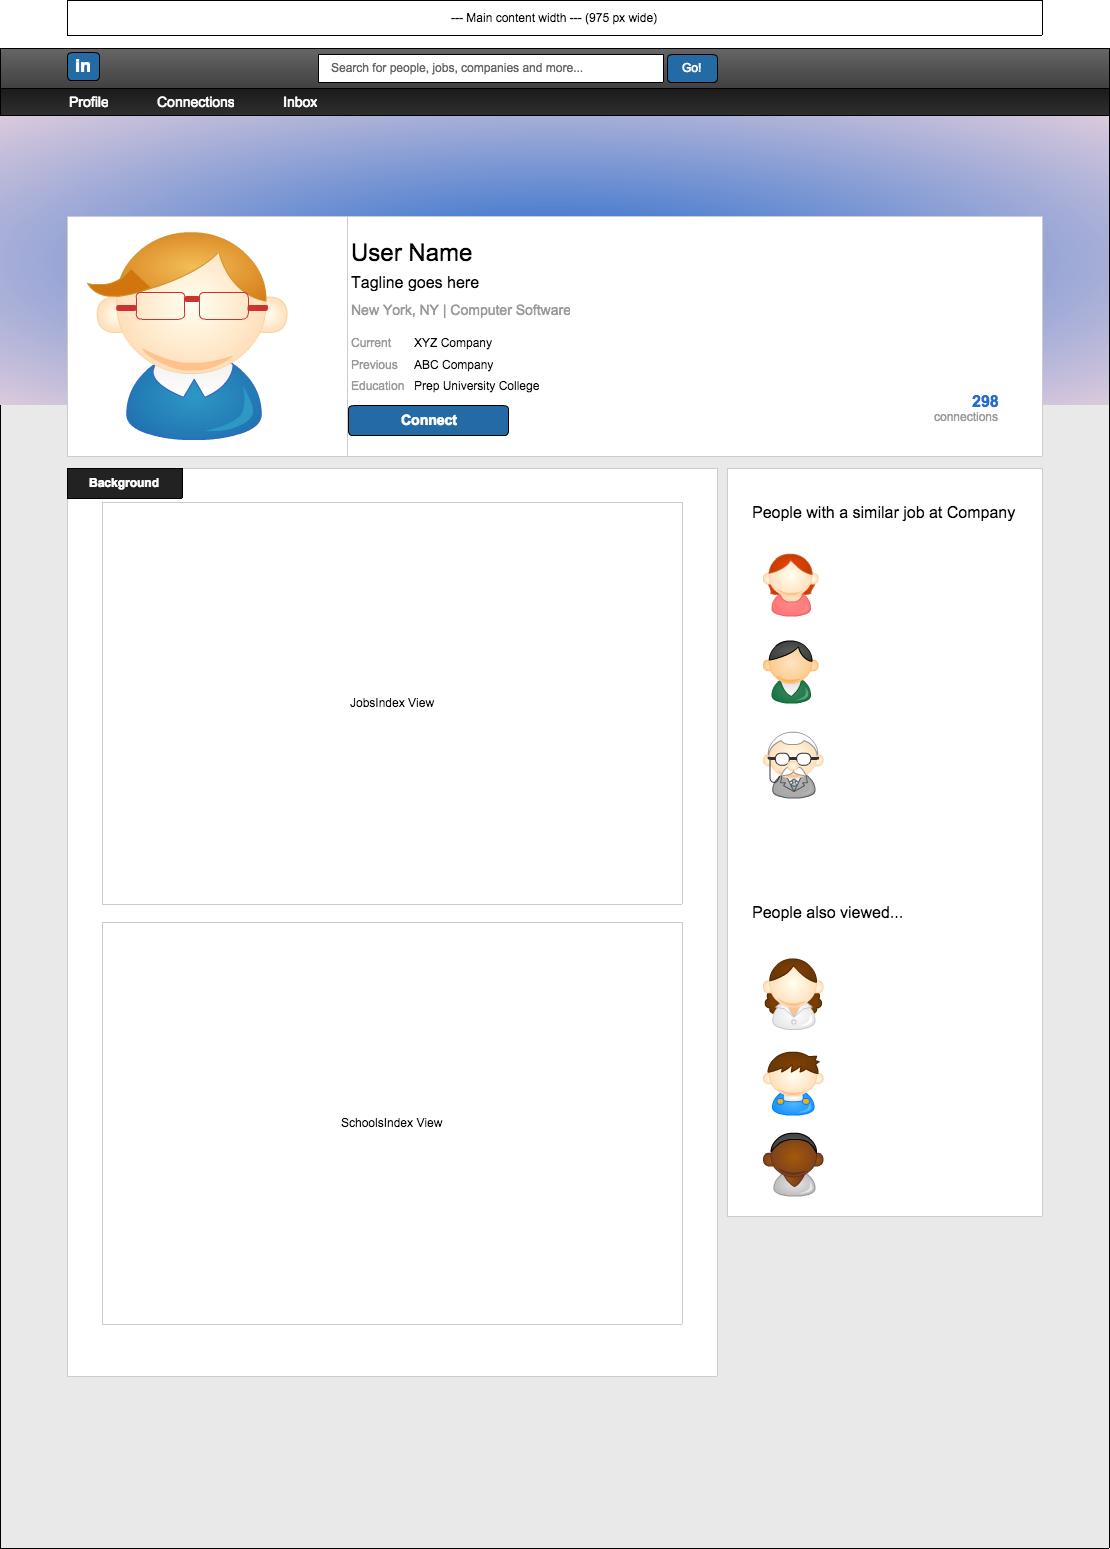 --- Main content width --- (975 px wide)
in
Search for people, jobs, companies and more...
Go!
Profile
Connections
Inbox
User Name
Tagline goes here
New York, NY | Computer Software
Current XYZ Company
Previous ABC Company
Education Prep University College
Connect
298
connections
Background
JobsIndex View
SchoolsIndex View
People with a similar job at Company
People also viewed...